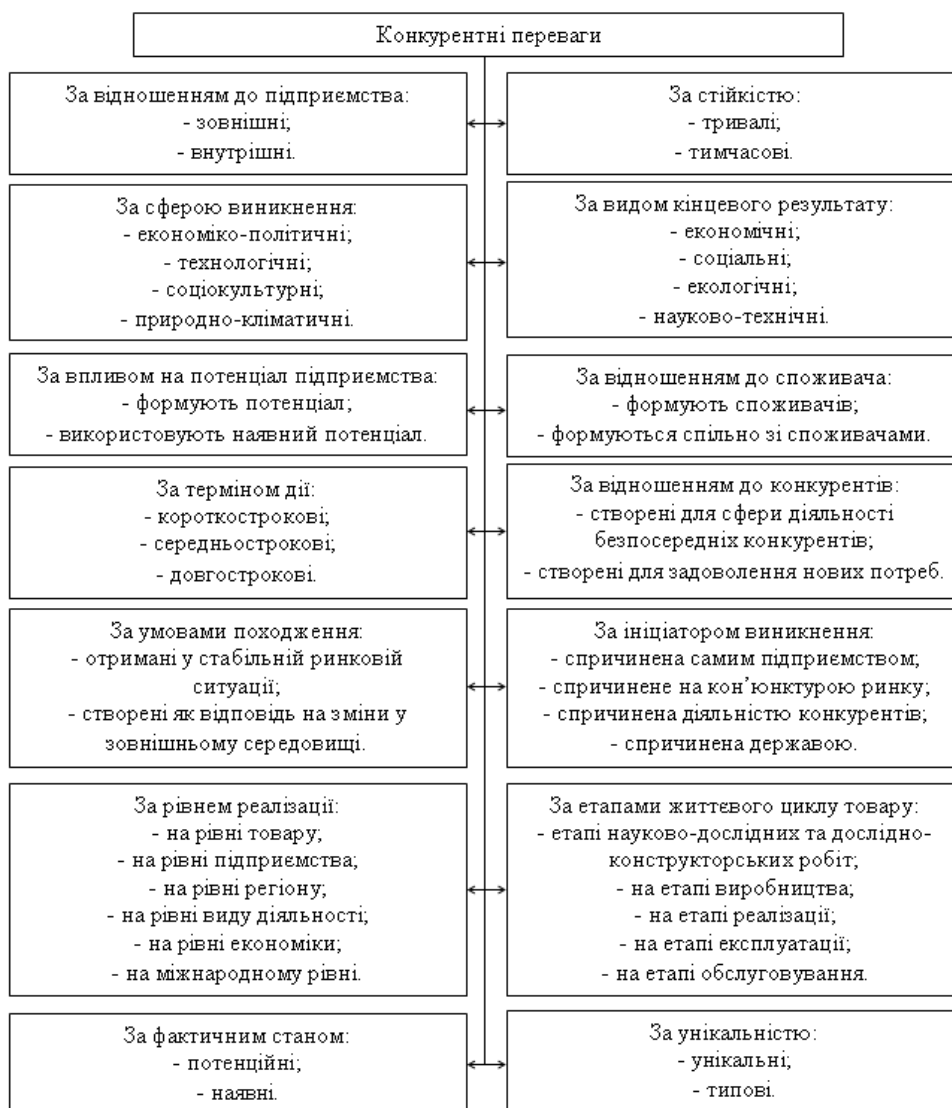 Конкурентні переваги
За відношенням до підприємства:
- зовнішні;
- внутрішні.
За стійкістю:
- тривалі;
- тимчасові.
За сферою виникнення:
- економіко-політичні;
- технологічні;
- соціокультурні;
- природно-кліматичні.
За видом кінцевого результату:
- економічні;
- соціальні;
- екологічні;
- науково-технічні.
За впливом на потенціал підприємства:
- формують потенціал;
- використовують наявний потенціал.
За відношенням до споживача:
- формують споживачів;
- формуються спільно зі споживачами.
За терміном дії:
- короткострокові;
- середньострокові;
- довгострокові.
За відношенням до конкурентів:
- створені для сфери діяльності
безпосередніх конкурентів;
- створені для задоволення нових потреб.
За умовами походження:
- отримані у стабільній ринковій
ситуації;
- створені як відповідь на зміни у
зовнішньому середовищі.
За ініціатором виникнення:
- спричинена самим підприємством;
- спричинене на кон’юнктурою ринку;
- спричинена діяльністю конкурентів;
- спричинена державою.
За рівнем реалізації:
- на рівні товару;
- на рівні підприємства;
- на рівні регіону;
- на рівні виду діяльності;
- на рівні економіки;
- на міжнародному рівні.
За етапами життєвого циклу товару:
- етапі науково-дослідних та дослідно-
конструкторських робіт;
- на етапі виробництва;
- на етапі реалізації;
- на етапі експлуатації;
- на етапі обслуговування.
За фактичним станом:
- потенційні;
- наявні.
За унікальністю:
- унікальні;
- типові.